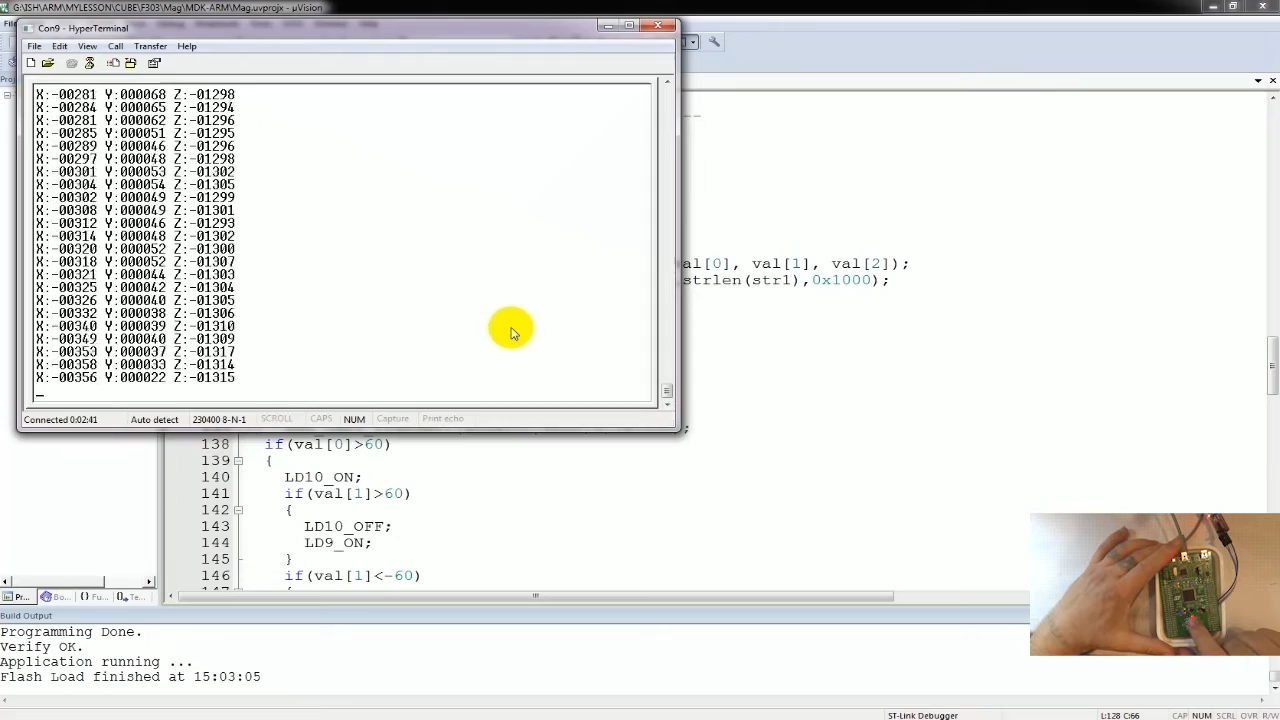 G:\JSH\ARM\MYLESSON\CUBE\F303\Mag\MDK-ARM\Mag.uvprojx - µVision
Con9 - HyperTerminal
File Edit View Call Transfer Help
X:-00281 Y:000068 Z:-01298
X:-00284 Y:000065 Z:-01294
X:-00281 Y:000062 Z:-01296
X:-00285 Y:000051 Z:-01295
X:-00289 Y:000046 Z:-01296
X:-00297 Y:000048 Z:-01298
X:-00301 Y:000053 Z:-01302
X:-00304 Y:000054 Z:-01305
X:-00302 Y:000049 Z:-01299
X:-00308 Y:000049 Z:-01301
X:-00312 Y:000046 Z:-01293
X:-00314 Y:000048 Z:-01302
X:-00320 Y:000052 Z:-01300
X:-00318 Y:000052 Z:-01307
X:-00321 Y:000044 Z:-01303
X:-00325 Y:000042 Z:-01304
X:-00326 Y:000040 Z:-01305
X:-00332 Y:000038 Z:-01306
X:-00340 Y:000039 Z:-01310
X:-00349 Y:000040 Z:-01309
X:-00353 Y:000037 Z:-01317
X:-00358 Y:000033 Z:-01314
X:-00356 Y:000022 Z:-01315
Connected 0:02:41 Auto detect 230400 8-N-1 SCROLL CAPS NUM Capture Print echo
--
al[0], val[1], val[2]);
strlen(str1),0x1000);
;
138 if(val[0]>60)
139 {
140 LD10_ON;
141 if(val[1]>60)
142 {
143 LD10_OFF;
144 LD9_ON;
145 }
146 if(val[1]<-60)
Pr... Bo... {} Fu... Te...
Build Output
Programming Done.
Verify OK.
Application running ...
Flash Load finished at 15:03:05
ST-Link Debugger L:128 C:66 CAP NUM SCRL OVR R/W